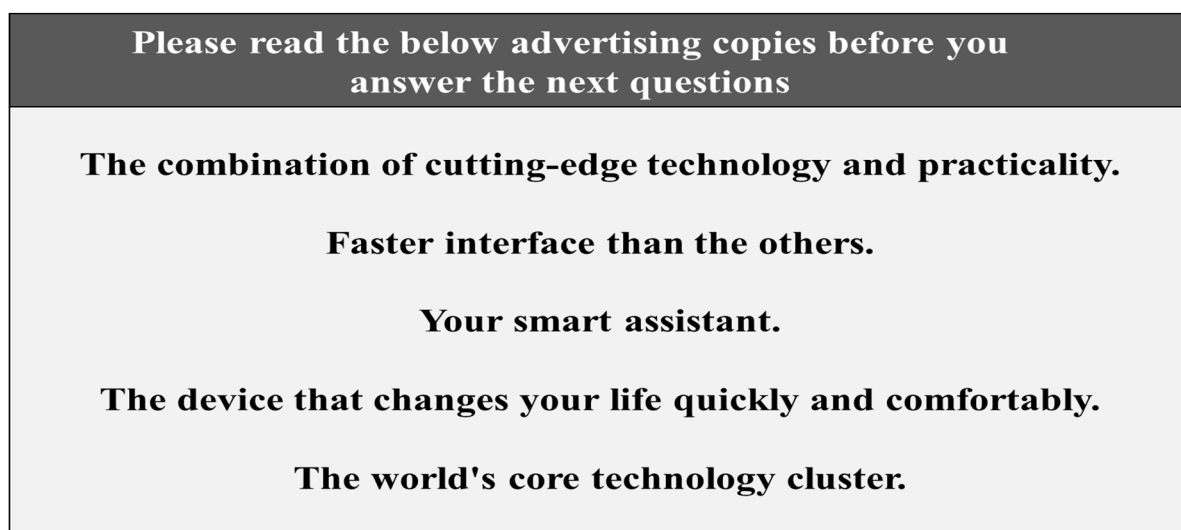 Please read the below advertising copies before you
answer the next questions
The combination of cutting-edge technology and practicality.
Faster interface than the others.
Your smart assistant.
The device that changes your life quickly and comfortably.
The world's core technology cluster.